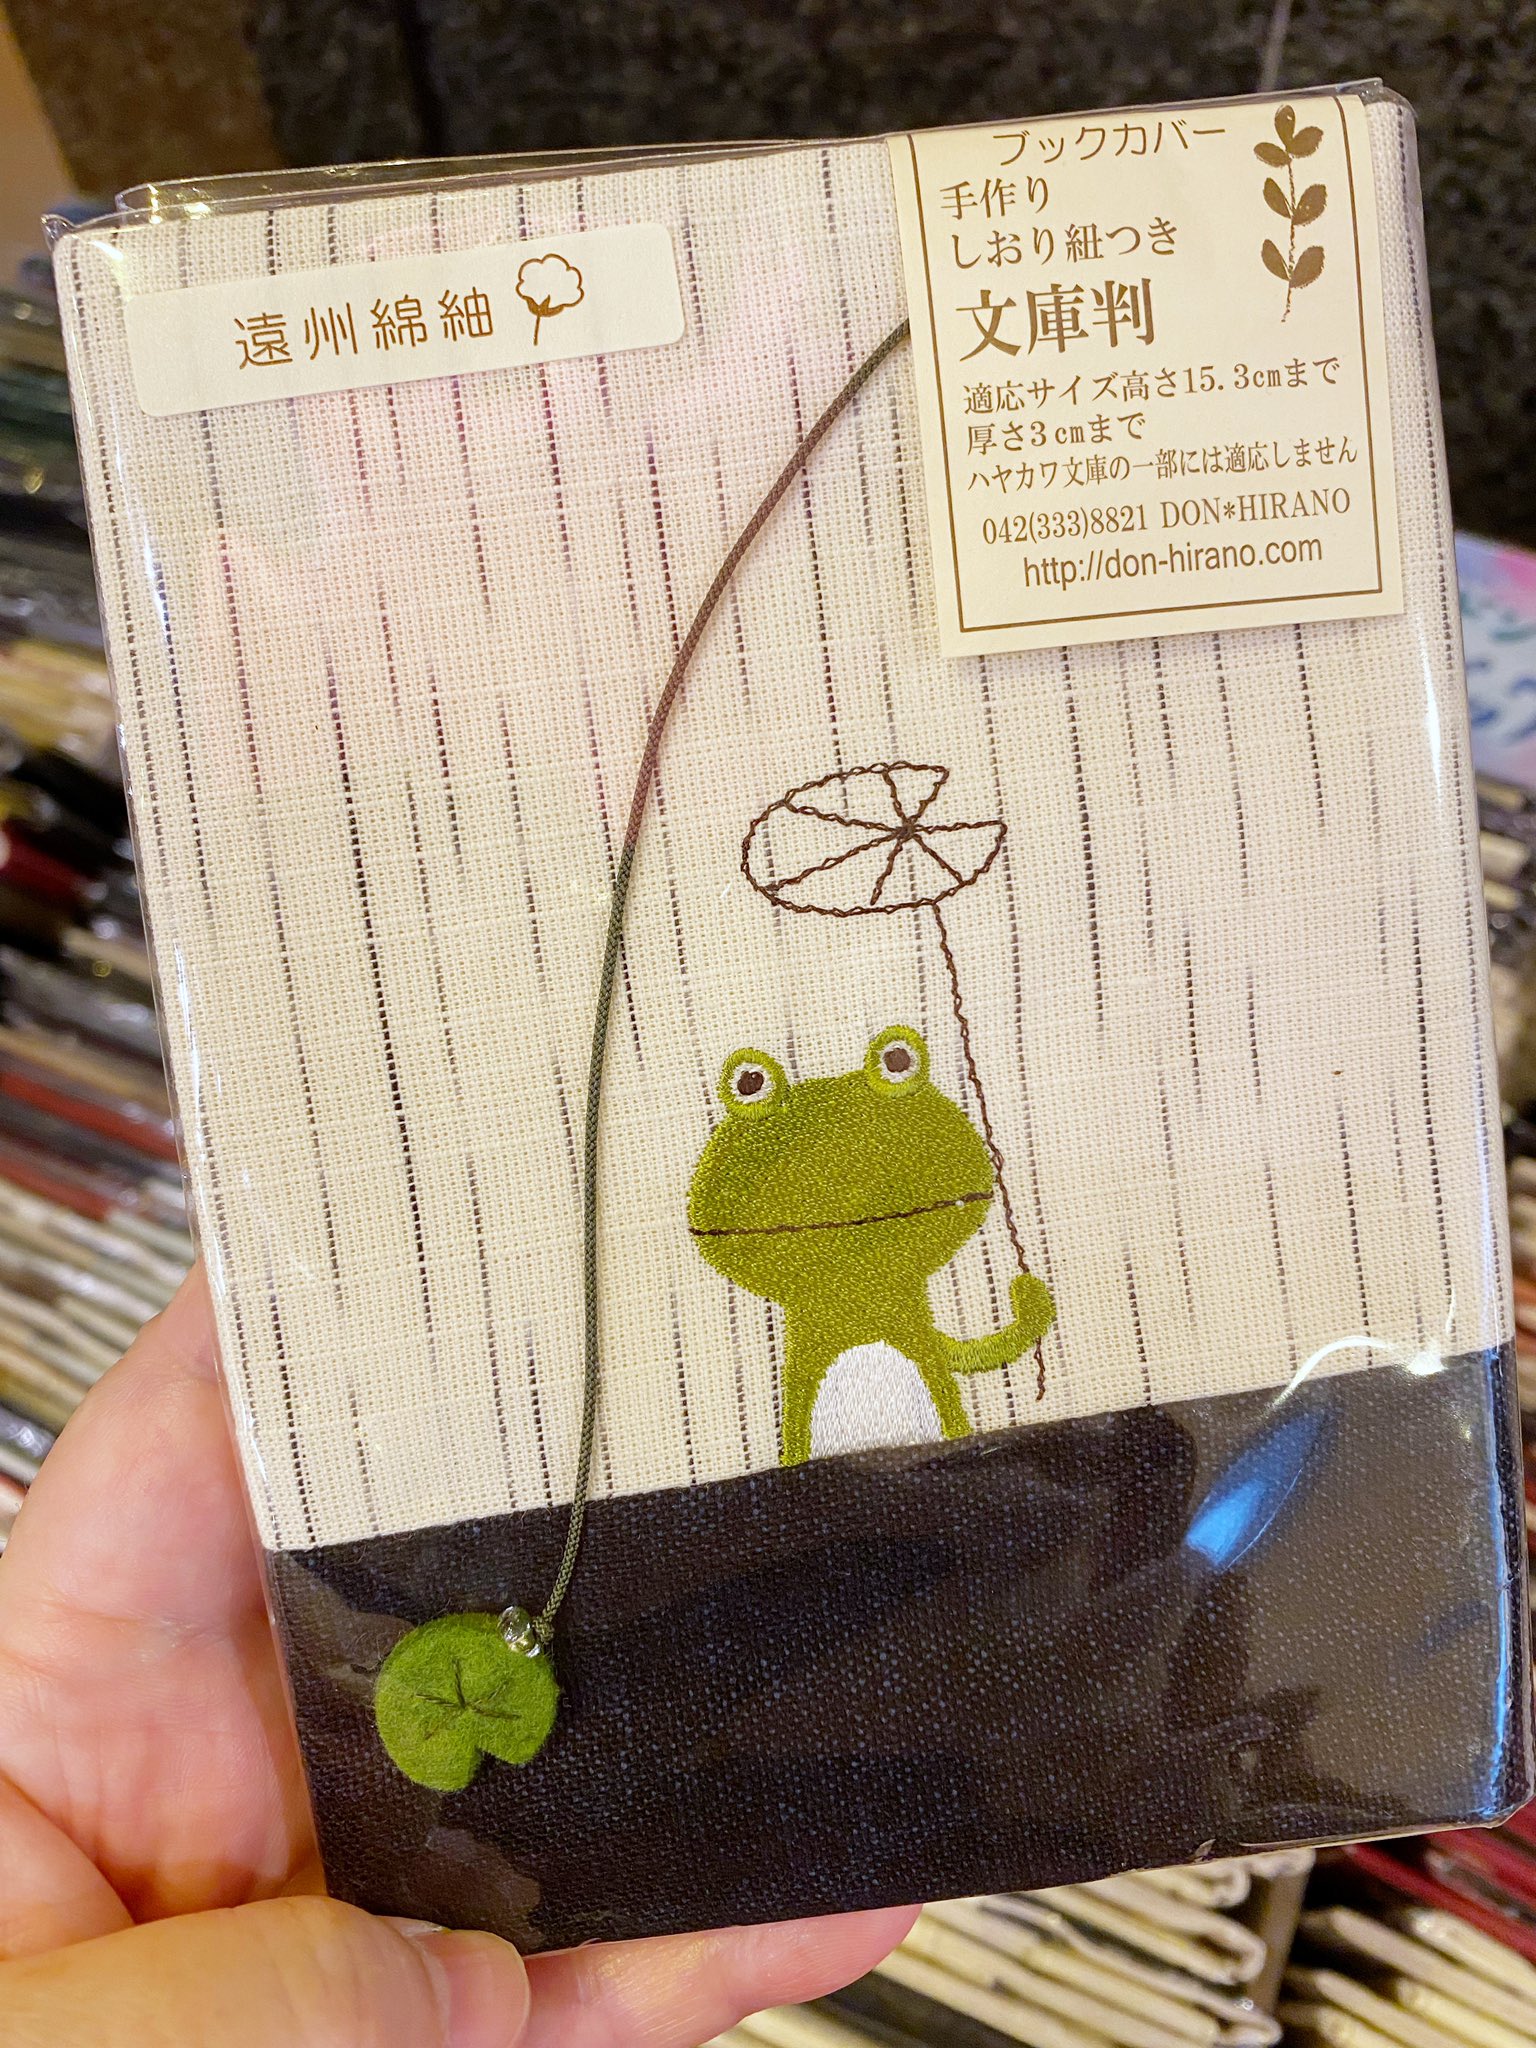 遠州綿紬
ブックカバー
手作り
しおり紐つき
文庫判
適応サイズ高さ15.3cmまで
厚さ3cmまで
ハヤカワ文庫の一部には適応しません
042(333)8821 DON*HIRANO
http://don-hirano.com